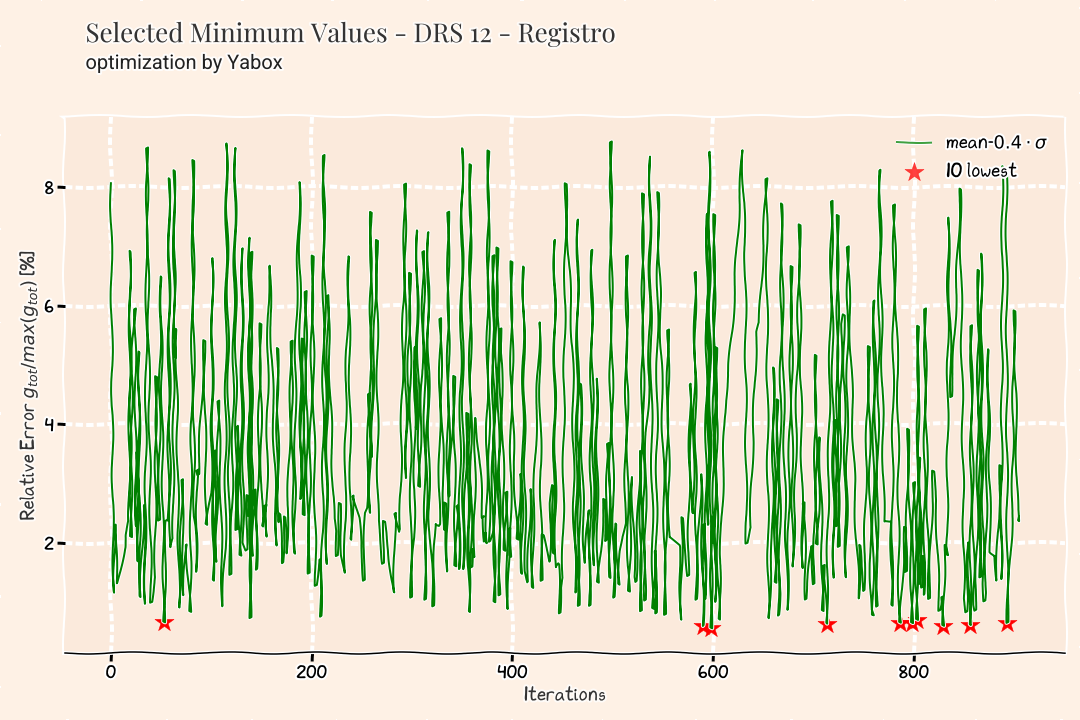 Selected Minimum Values - DRS 12 - Registro
optimization by Yabox
mean-0.4 · σ
10 lowest
Relative Error g_tot/max(g_tot) [%]
8
6
4
2
0 200 400 600 800
Iterations